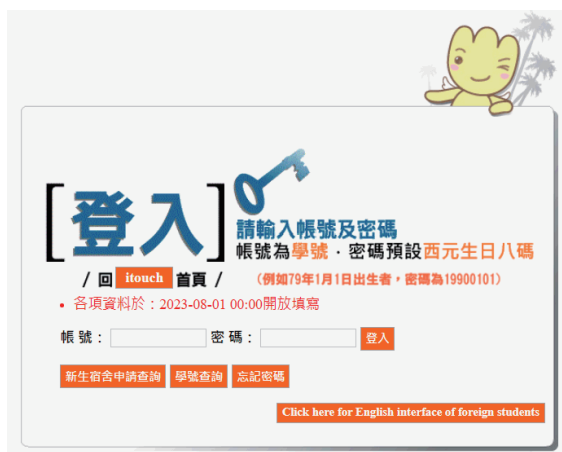 [登入]
請輸入帳號及密碼
帳號為學號．密碼預設西元生日八碼
/ 回 itouch 首頁 /
(例如79年1月1日出生者，密碼為19900101)
各項資料於：2023-08-01 00:00開放填寫
帳 號： 密 碼： 登入
新生宿舍申請查詢 學號查詢 忘記密碼
Click here for English interface of foreign students